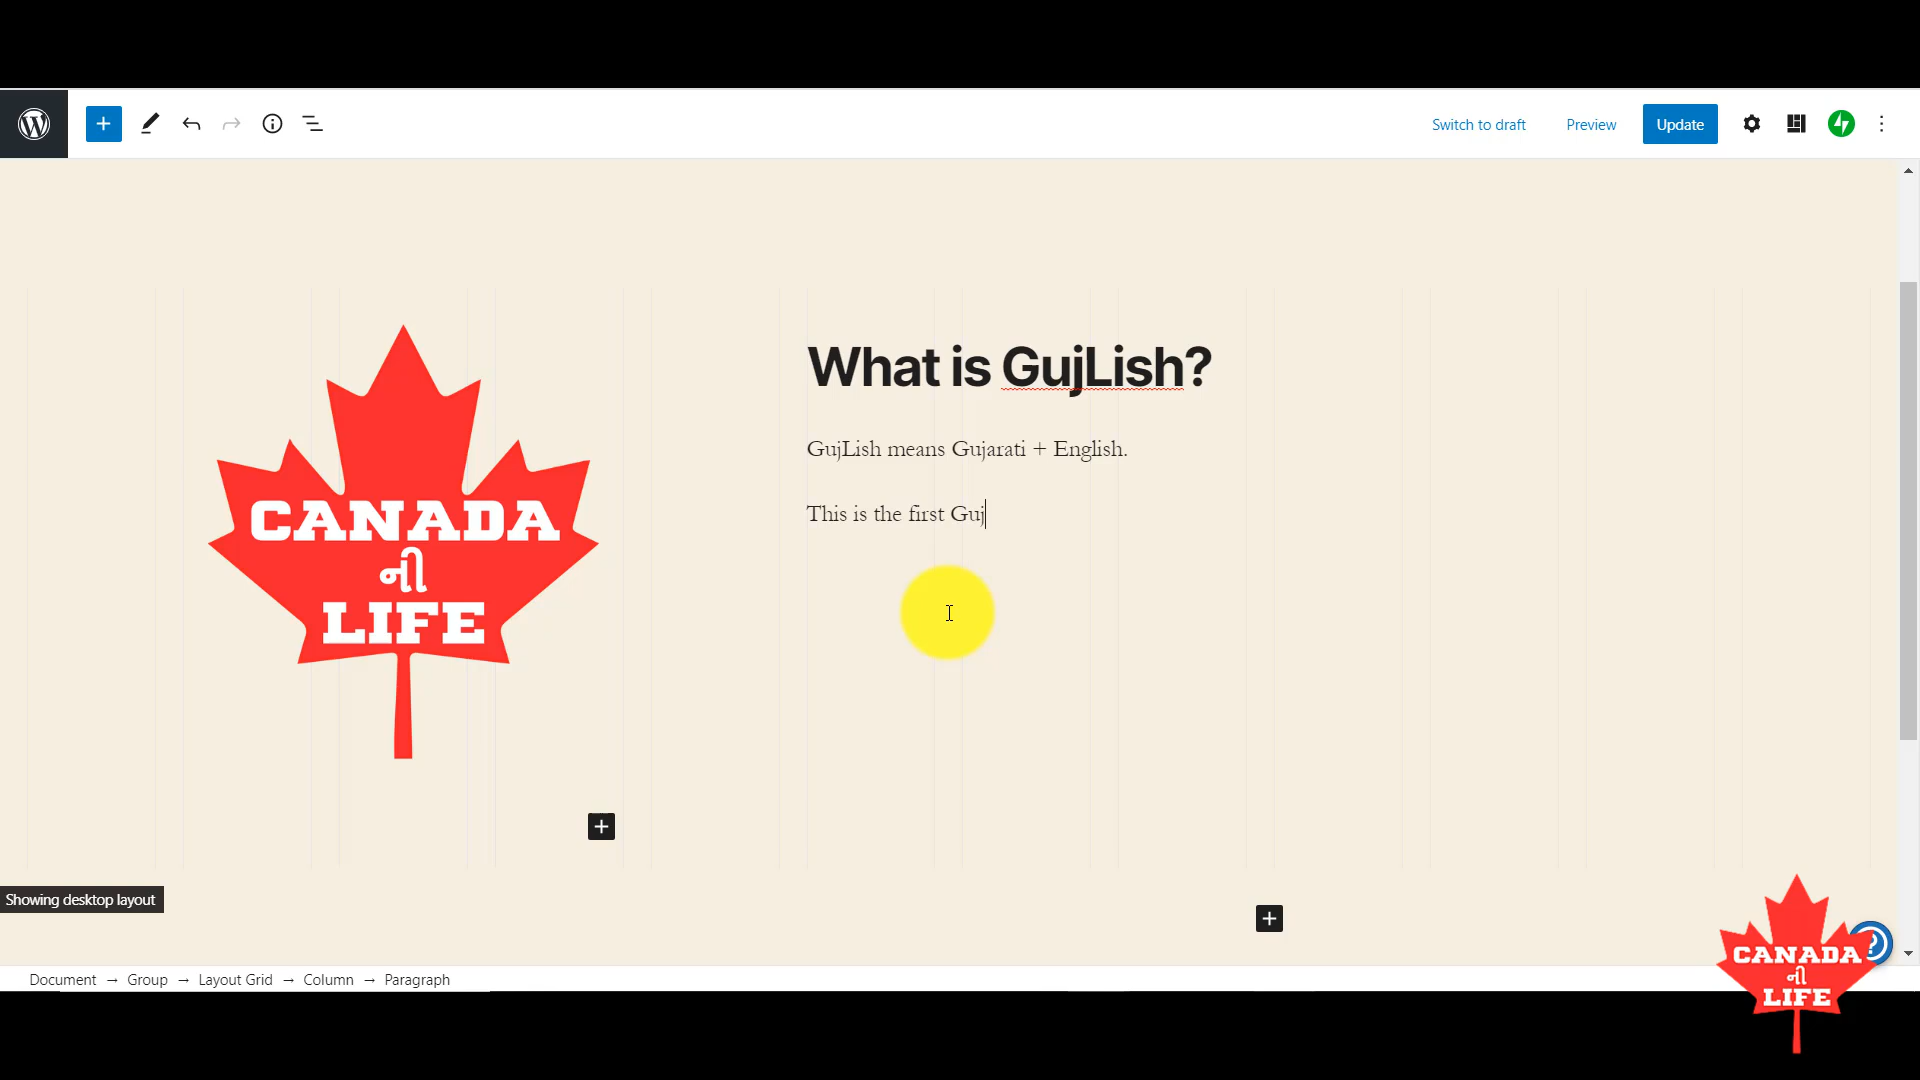 Switch to draft
Preview
Update
What is GujLish?
GujLish means Gujarati + English.
This is the first Guj
CANADA
ની
LIFE
Showing desktop layout
Document → Group → Layout Grid → Column → Paragraph
CANADA
ની
LIFE